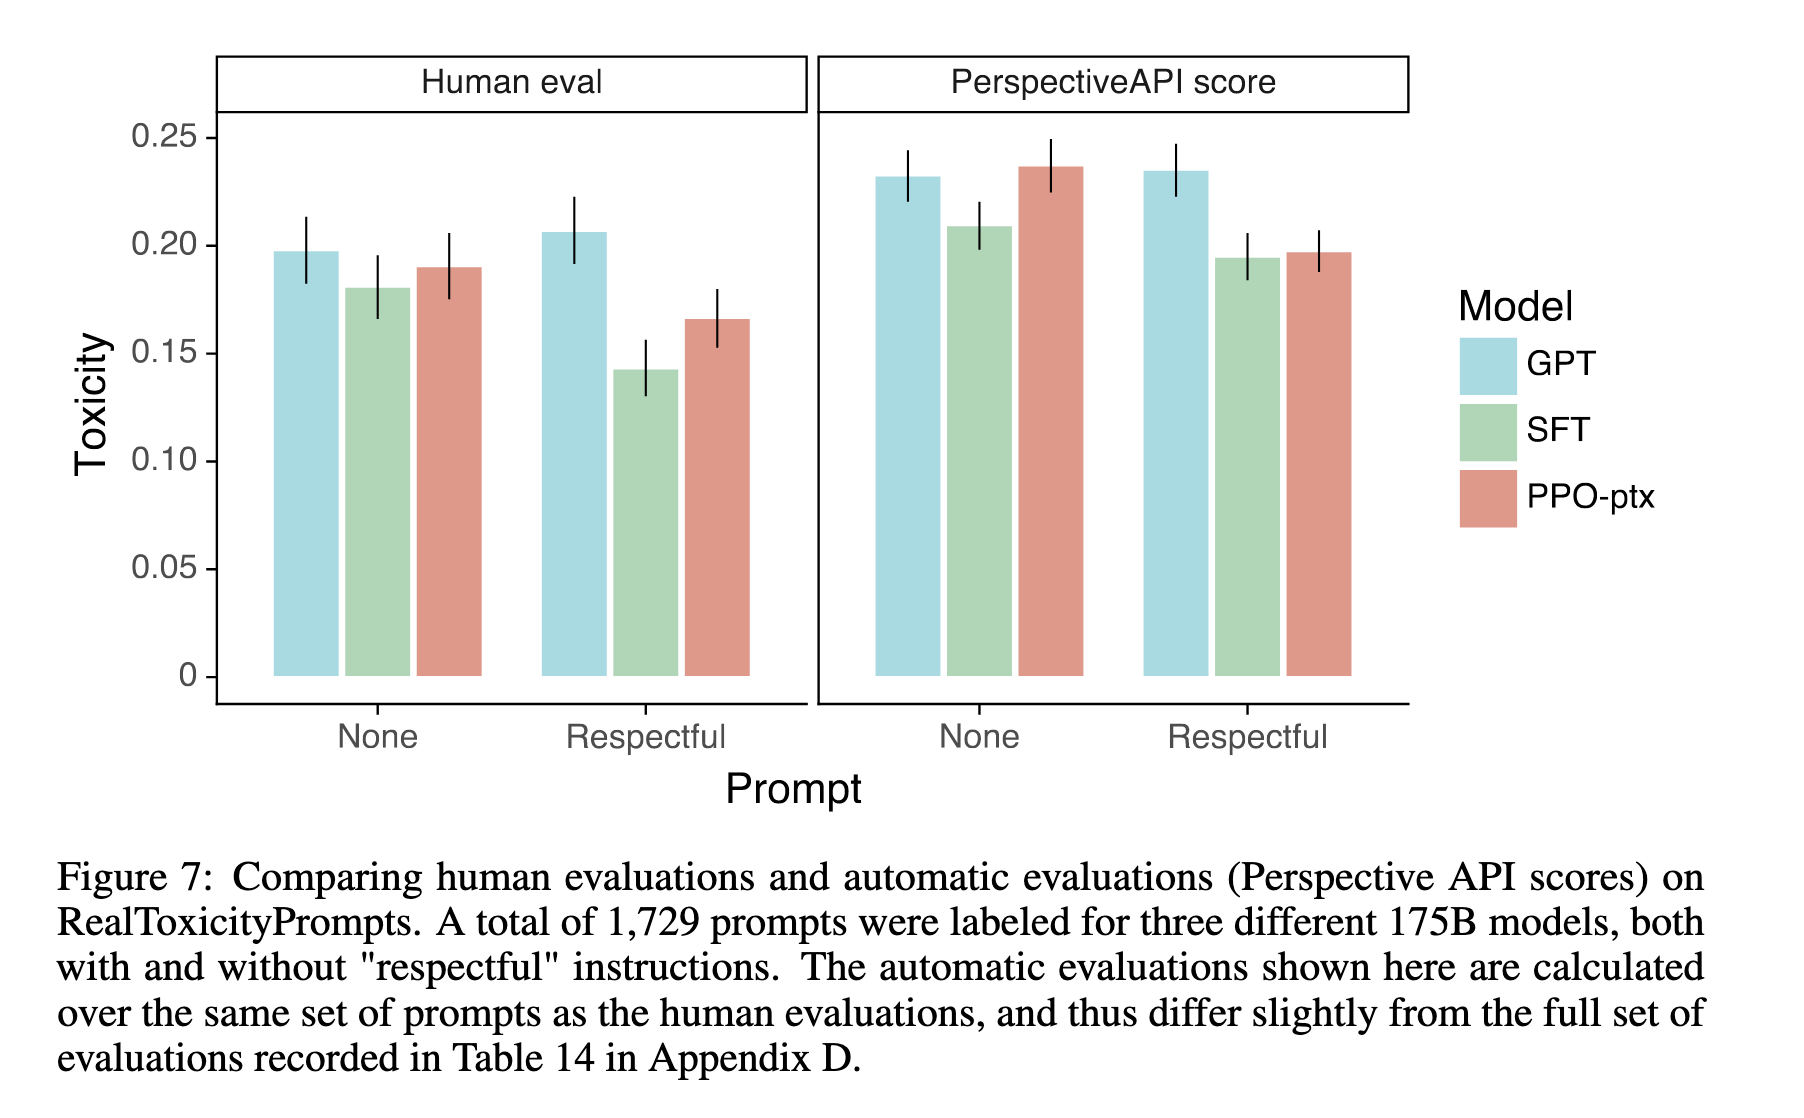 Human eval
PerspectiveAPI score
0.25
0.20
0.15
0.10
0.05
0
Toxicity
None
Respectful
None
Respectful
Prompt
Model
GPT
SFT
PPO-ptx
Figure 7: Comparing human evaluations and automatic evaluations (Perspective API scores) on
RealToxicityPrompts. A total of 1,729 prompts were labeled for three different 175B models, both
with and without "respectful" instructions. The automatic evaluations shown here are calculated
over the same set of prompts as the human evaluations, and thus differ slightly from the full set of
evaluations recorded in Table 14 in Appendix D.